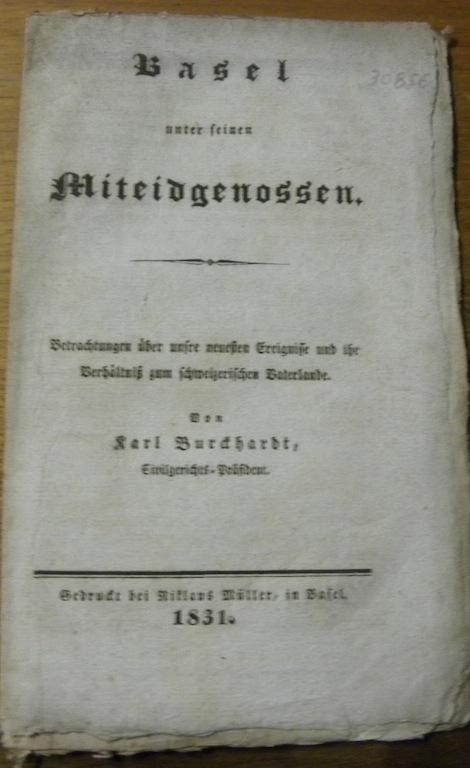 Basel
unter seinen
Miteidgenossen.
Betrachtungen über unsre neuesten Ereignisse und ihr
Verhältniß zum schweizerischen Vaterlande.
Von
Karl Burckhardt,
Civilgerichts-Präsident.
Gedruckt bei Niklaus Müller, in Basel.
1831.